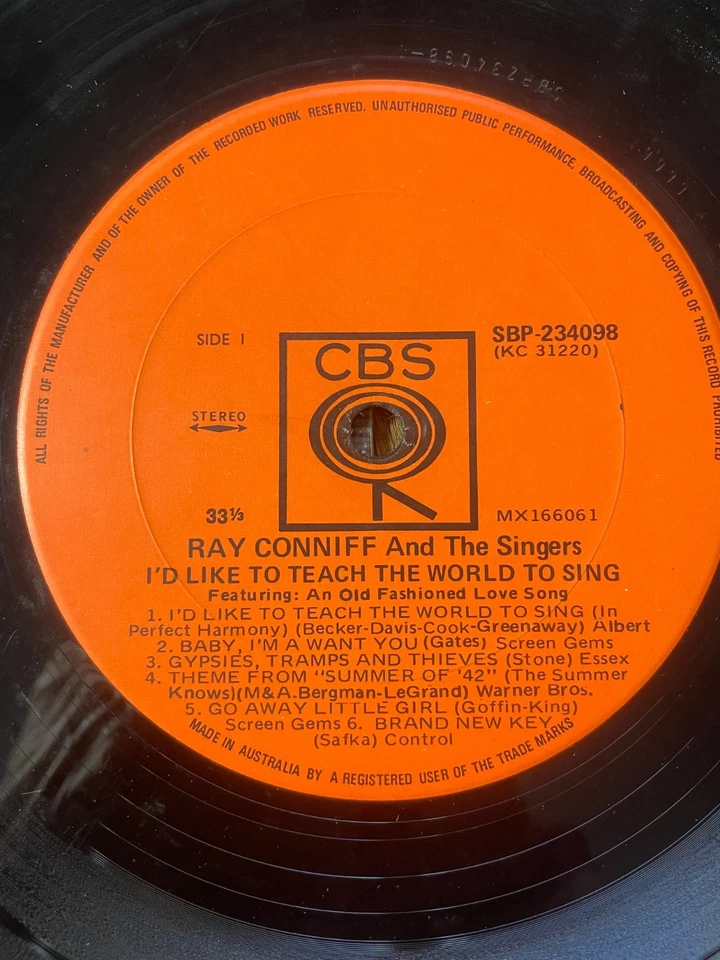 ALL RIGHTS OF THE MANUFACTURER AND OF THE OWNER OF THE RECORDED WORK RESERVED. UNAUTHORISED PUBLIC PERFORMANCE, BROADCASTING AND COPYING OF THIS RECORD PROHIBITED
SIDE 1
CBS
SBP-234098
(KC 31220)
STEREO
33⅓
MX166061
RAY CONNIFF And The Singers
I'D LIKE TO TEACH THE WORLD TO SING
Featuring: An Old Fashioned Love Song
1. I'D LIKE TO TEACH THE WORLD TO SING (In
Perfect Harmony) (Becker-Davis-Cook-Greenaway) Albert
2. BABY, I'M A WANT YOU (Gates) Screen Gems
3. GYPSIES, TRAMPS AND THIEVES (Stone) Essex
4. THEME FROM "SUMMER OF '42" (The Summer
Knows)(M&A.Bergman-LeGrand) Warner Bros.
5. GO AWAY LITTLE GIRL (Goffin-King)
Screen Gems 6. BRAND NEW KEY
(Safka) Control
MADE IN AUSTRALIA BY A REGISTERED USER OF THE TRADE MARKS